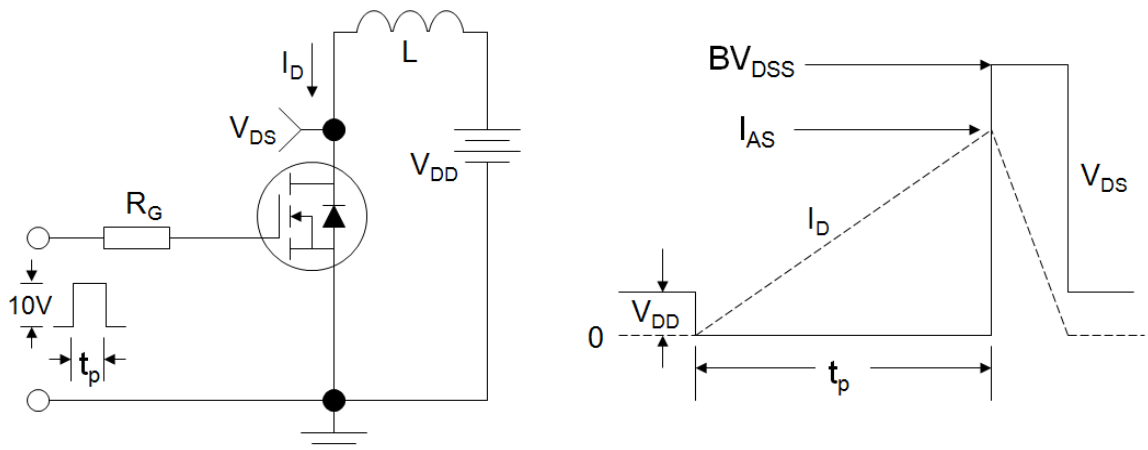 L
I_D
V_DS
V_DD
R_G
10V
t_p
BV_DSS
I_AS
V_DS
I_D
V_DD
0
t_p